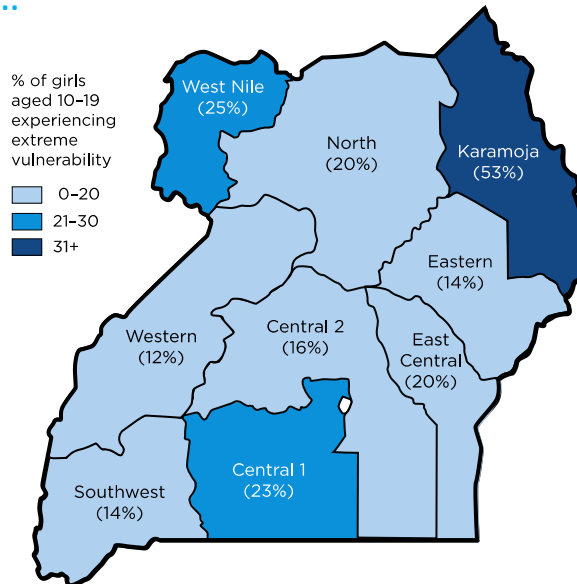 % of girls
aged 10–19
experiencing
extreme
vulnerability
0–20
21–30
31+
West Nile
(25%)
North
(20%)
Karamoja
(53%)
Eastern
(14%)
Western
(12%)
Central 2
(16%)
East
Central
(20%)
Central 1
(23%)
Southwest
(14%)